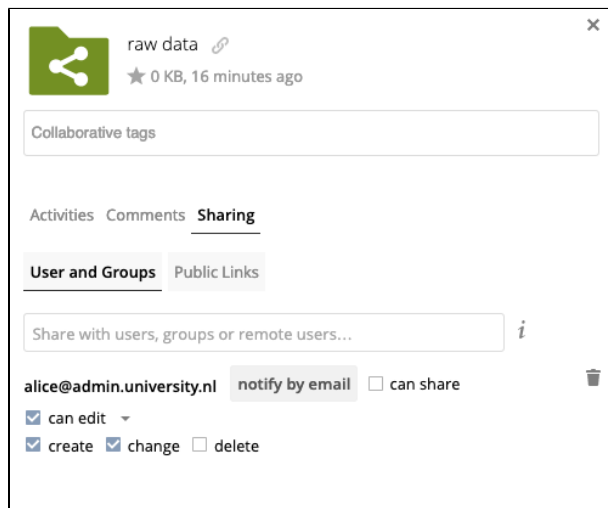 raw data
0 KB, 16 minutes ago
Collaborative tags
Activities Comments Sharing
User and Groups Public Links
Share with users, groups or remote users...
i
alice@admin.university.nl notify by email can share
can edit
create change delete